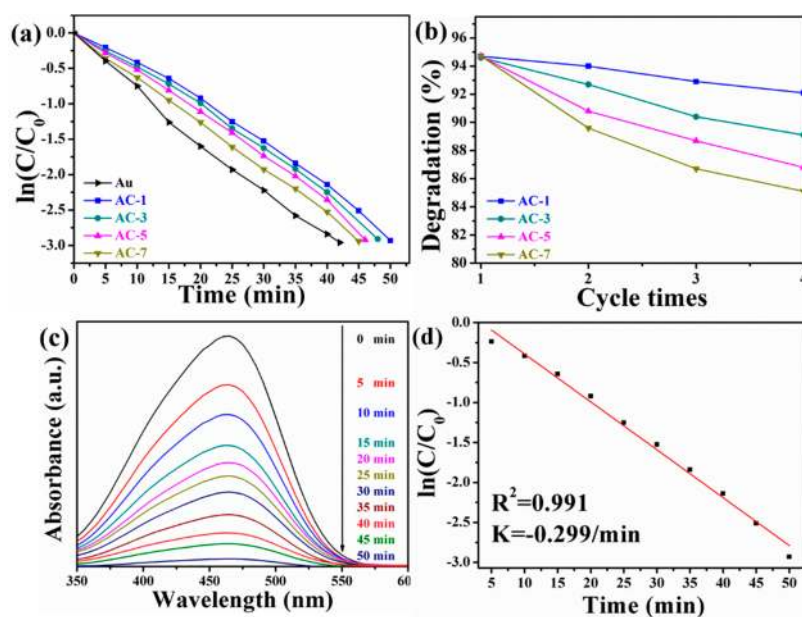 (a)
0.0
-0.5
-1.0
-1.5
-2.0
-2.5
-3.0
ln(C/C0)
Au
AC-1
AC-3
AC-5
AC-7
0 5 10 15 20 25 30 35 40 45 50
Time (min)
(b)
96
94
92
90
88
86
84
82
80
Degradation (%)
AC-1
AC-3
AC-5
AC-7
1 2 3 4
Cycle times
(c)
Absorbance (a.u.)
0 min
5 min
10 min
15 min
20 min
25 min
30 min
35 min
40 min
45 min
50 min
350 400 450 500 550
Wavelength (nm)
(d)
0.0
-0.5
-1.0
-1.5
-2.0
-2.5
-3.0
ln(C/C0)
R2=0.991
K=-0.299/min
5 10 15 20 25 30 35 40 45 50
Time (min)